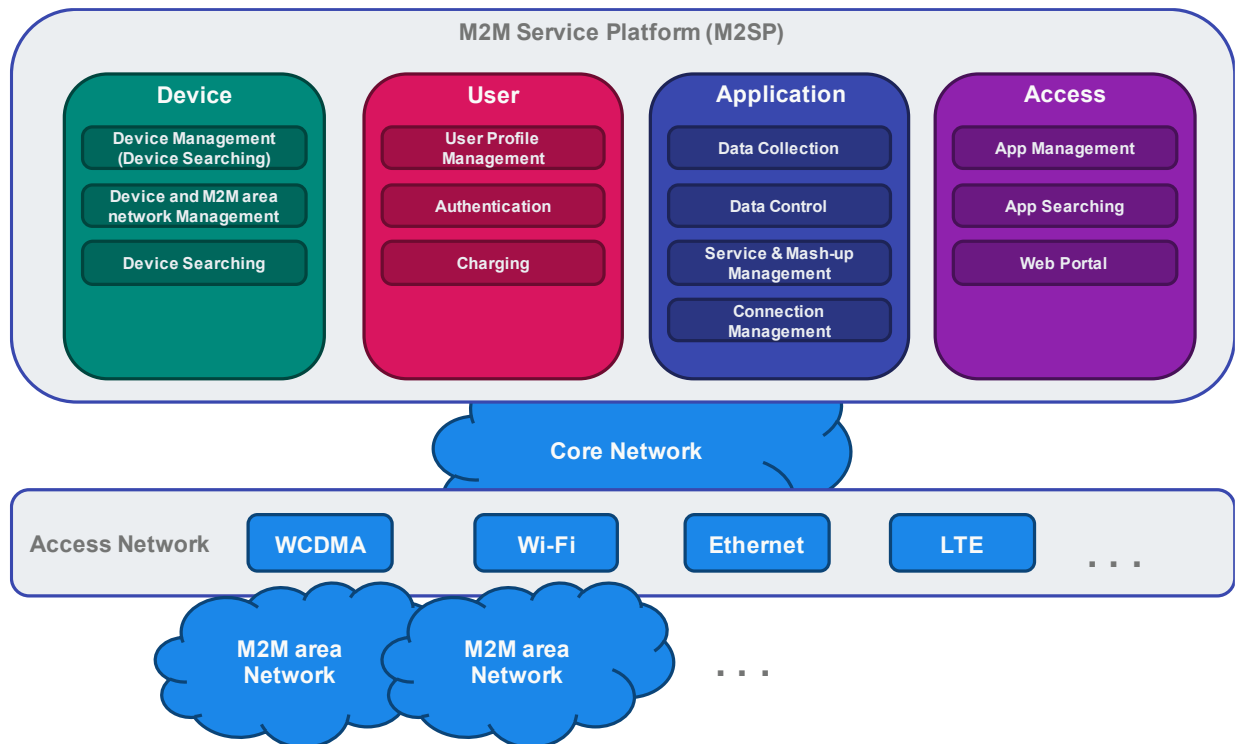 M2M Service Platform (M2SP)
Device
Device Management
(Device Searching)
Device and M2M area
network Management
Device Searching
User
User Profile
Management
Authentication
Charging
Application
Data Collection
Data Control
Service & Mash-up
Management
Connection
Management
Access
App Management
App Searching
Web Portal
Core Network
Access Network
WCDMA
Wi-Fi
Ethernet
LTE
. . .
M2M area
Network
M2M area
Network
. . .